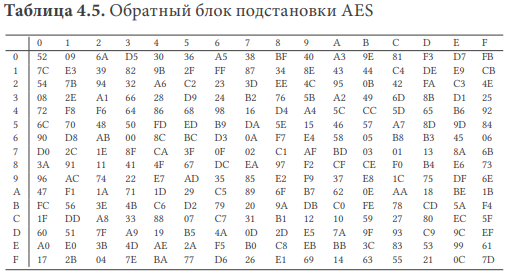 Таблица 4.5. Обратный блок подстановки AES
0 1 2 3 4 5 6 7 8 9 A B C D E F
0 52 09 6A D5 30 36 A5 38 BF 40 A3 9E 81 F3 D7 FB
1 7C E3 39 82 9B 2F FF 87 34 8E 43 44 C4 DE E9 CB
2 54 7B 94 32 A6 C2 23 3D EE 4C 95 0B 42 FA C3 4E
3 08 2E A1 66 28 D9 24 B2 76 5B A2 49 6D 8B D1 25
4 72 F8 F6 64 86 68 98 16 D4 A4 5C CC 5D 65 B6 92
5 6C 70 48 50 FD ED B9 DA 5E 15 46 57 A7 8D 9D 84
6 90 D8 AB 00 8C BC D3 0A F7 E4 58 05 B8 B3 45 06
7 D0 2C 1E 8F CA 3F 0F 02 C1 AF BD 03 01 13 8A 6B
8 3A 91 11 41 4F 67 DC EA 97 F2 CF CE F0 B4 E6 73
9 96 AC 74 22 E7 AD 35 85 E2 F9 37 E8 1C 75 DF 6E
A 47 F1 1A 71 1D 29 C5 89 6F B7 62 0E AA 18 BE 1B
B FC 56 3E 4B C6 D2 79 20 9A DB C0 FE 78 CD 5A F4
C 1F DD A8 33 88 07 C7 31 B1 12 10 59 27 80 EC 5F
D 60 51 7F A9 19 B5 4A 0D 2D E5 7A 9F 93 C9 9C EF
E A0 E0 3B 4D AE 2A F5 B0 C8 EB BB 3C 83 53 99 61
F 17 2B 04 7E BA 77 D6 26 E1 69 14 63 55 21 0C 7D